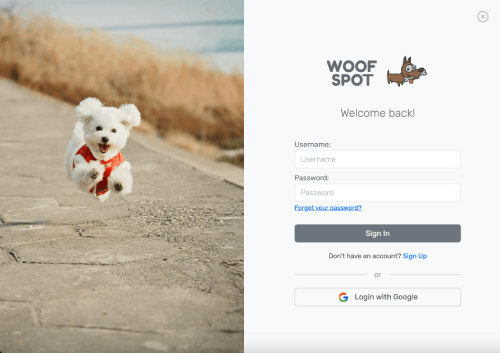 WOOF
SPOT
Welcome back!
Username:
Username
Password:
Password
Forgot your password?
Sign In
Don't have an account? Sign Up
or
Login with Google